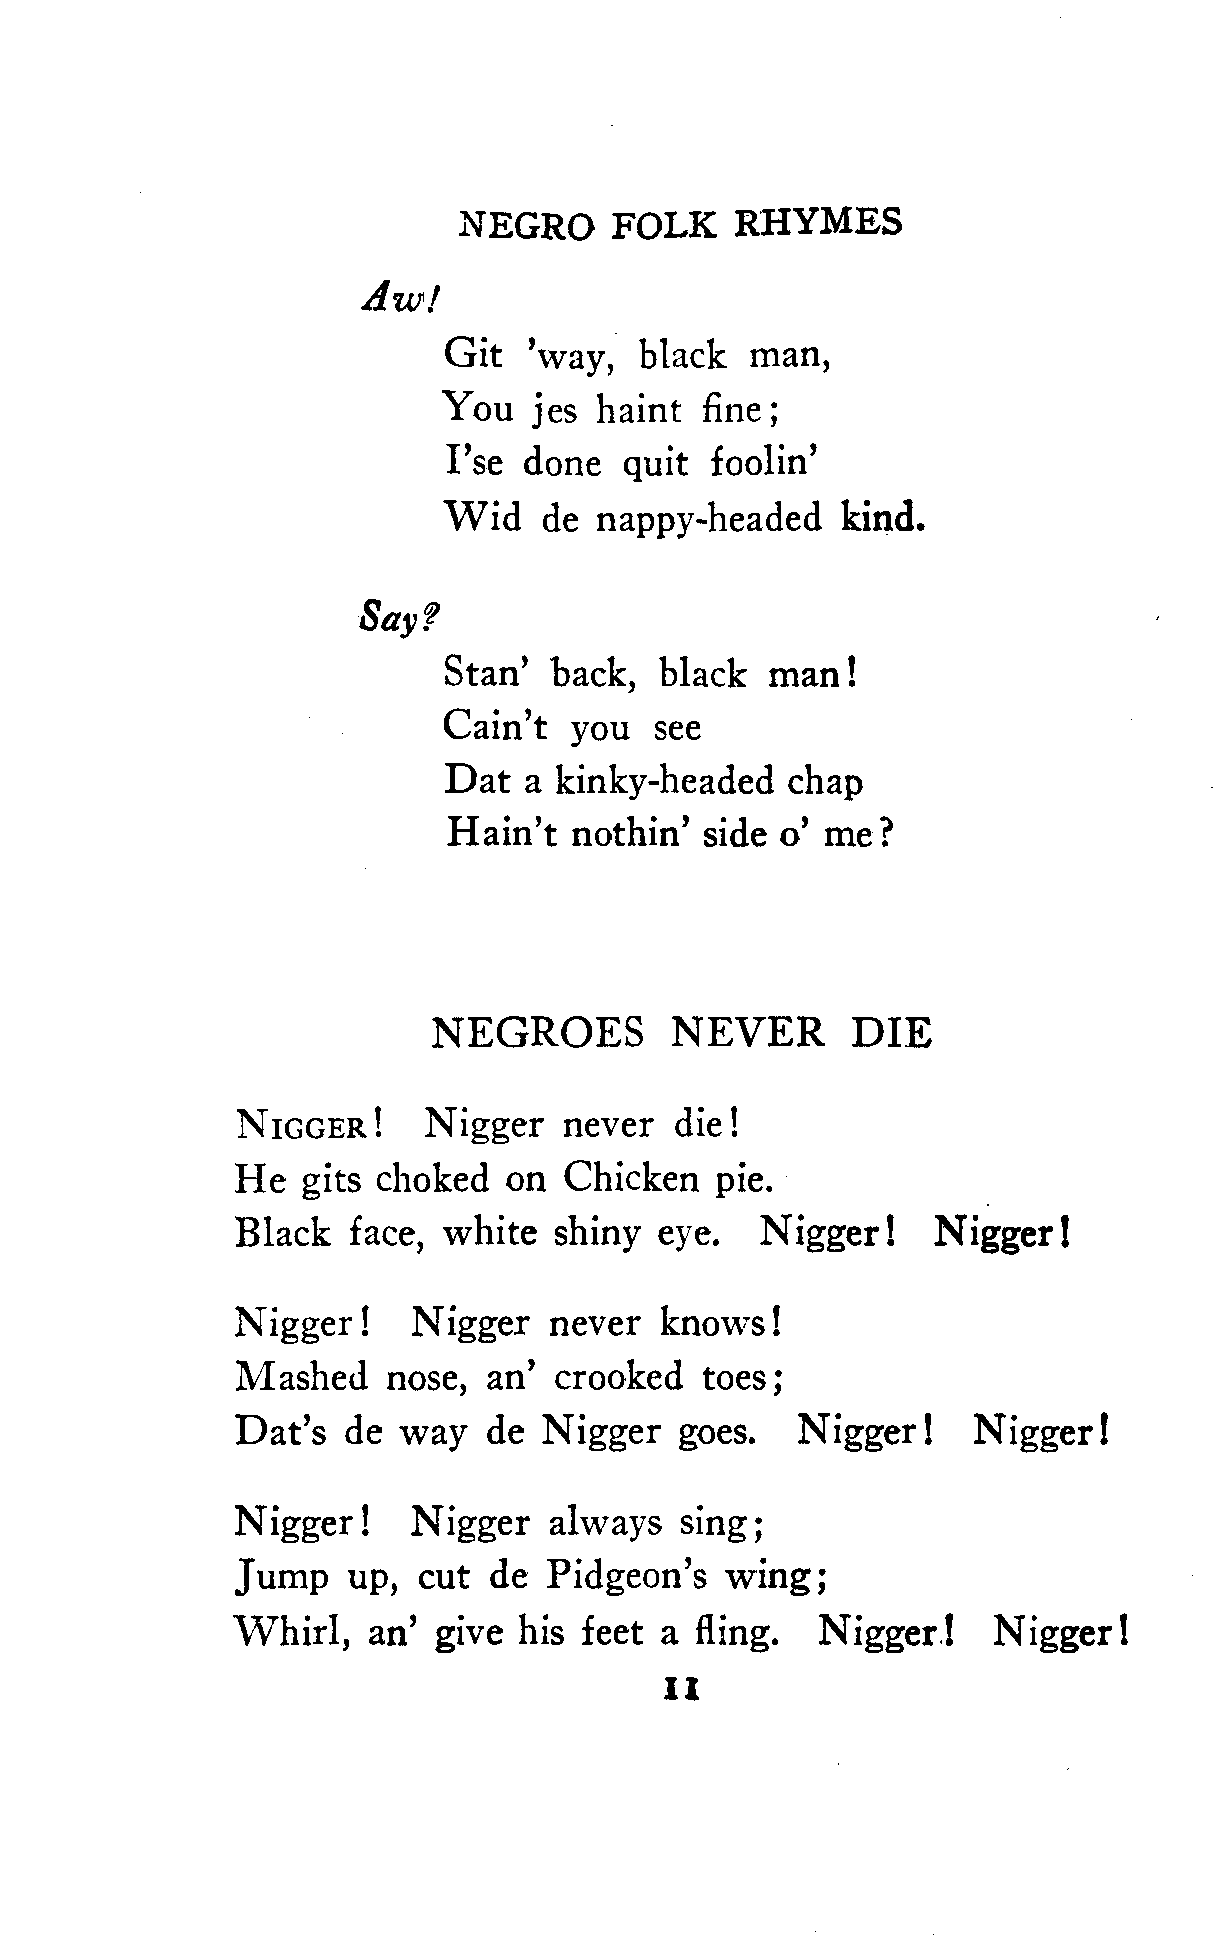 NEGRO FOLK RHYMES
Aw!
Git 'way, black man,
You jes haint fine;
I'se done quit foolin'
Wid de nappy-headed kind.
Say?
Stan' back, black man!
Cain't you see
Dat a kinky-headed chap
Hain't nothin' side o' me?
NEGROES NEVER DIE
NIGGER! Nigger never die!
He gits choked on Chicken pie.
Black face, white shiny eye. Nigger! Nigger!
Nigger! Nigger never knows!
Mashed nose, an' crooked toes;
Dat's de way de Nigger goes. Nigger! Nigger!
Nigger! Nigger always sing;
Jump up, cut de Pidgeon's wing;
Whirl, an' give his feet a fling. Nigger! Nigger!
11